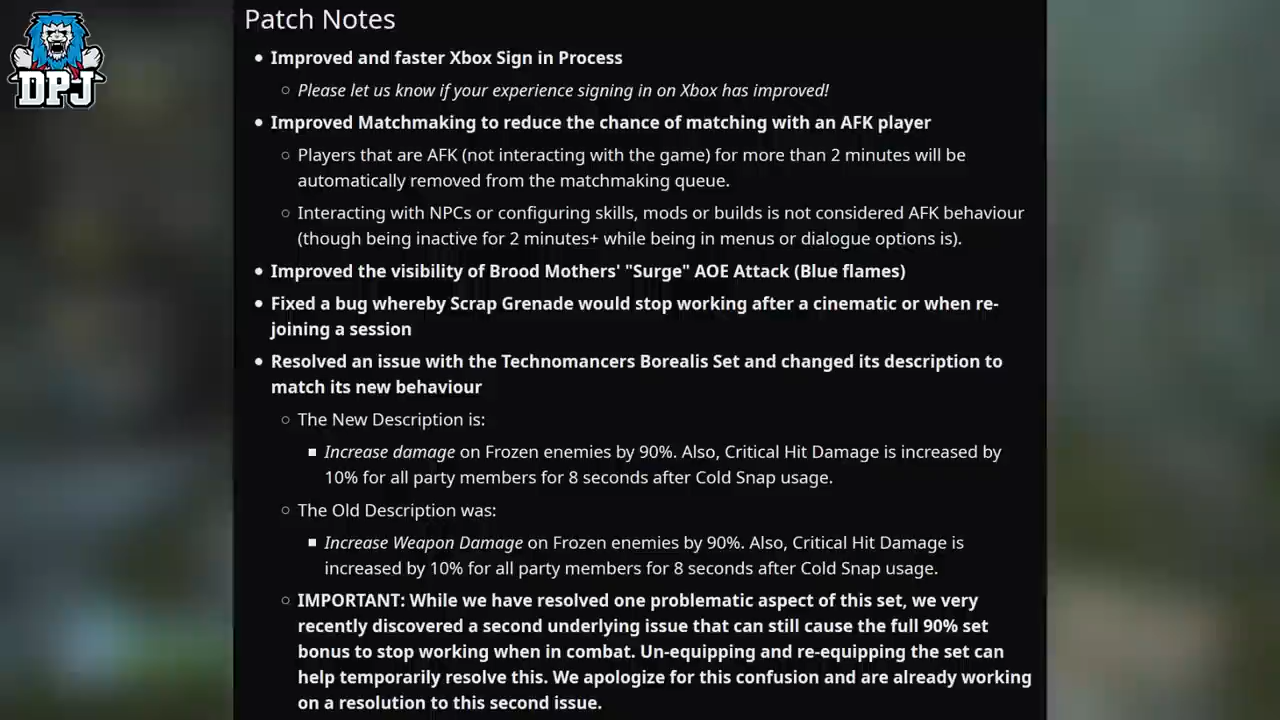 DPJ
Patch Notes
• Improved and faster Xbox Sign in Process
○ Please let us know if your experience signing in on Xbox has improved!
• Improved Matchmaking to reduce the chance of matching with an AFK player
○ Players that are AFK (not interacting with the game) for more than 2 minutes will be
automatically removed from the matchmaking queue.
○ Interacting with NPCs or configuring skills, mods or builds is not considered AFK behaviour
(though being inactive for 2 minutes+ while being in menus or dialogue options is).
• Improved the visibility of Brood Mothers' "Surge" AOE Attack (Blue flames)
• Fixed a bug whereby Scrap Grenade would stop working after a cinematic or when re-
joining a session
• Resolved an issue with the Technomancers Borealis Set and changed its description to
match its new behaviour
○ The New Description is:
▪ Increase damage on Frozen enemies by 90%. Also, Critical Hit Damage is increased by
10% for all party members for 8 seconds after Cold Snap usage.
○ The Old Description was:
▪ Increase Weapon Damage on Frozen enemies by 90%. Also, Critical Hit Damage is
increased by 10% for all party members for 8 seconds after Cold Snap usage.
○ IMPORTANT: While we have resolved one problematic aspect of this set, we very
recently discovered a second underlying issue that can still cause the full 90% set
bonus to stop working when in combat. Un-equipping and re-equipping the set can
help temporarily resolve this. We apologize for this confusion and are already working
on a resolution to this second issue.